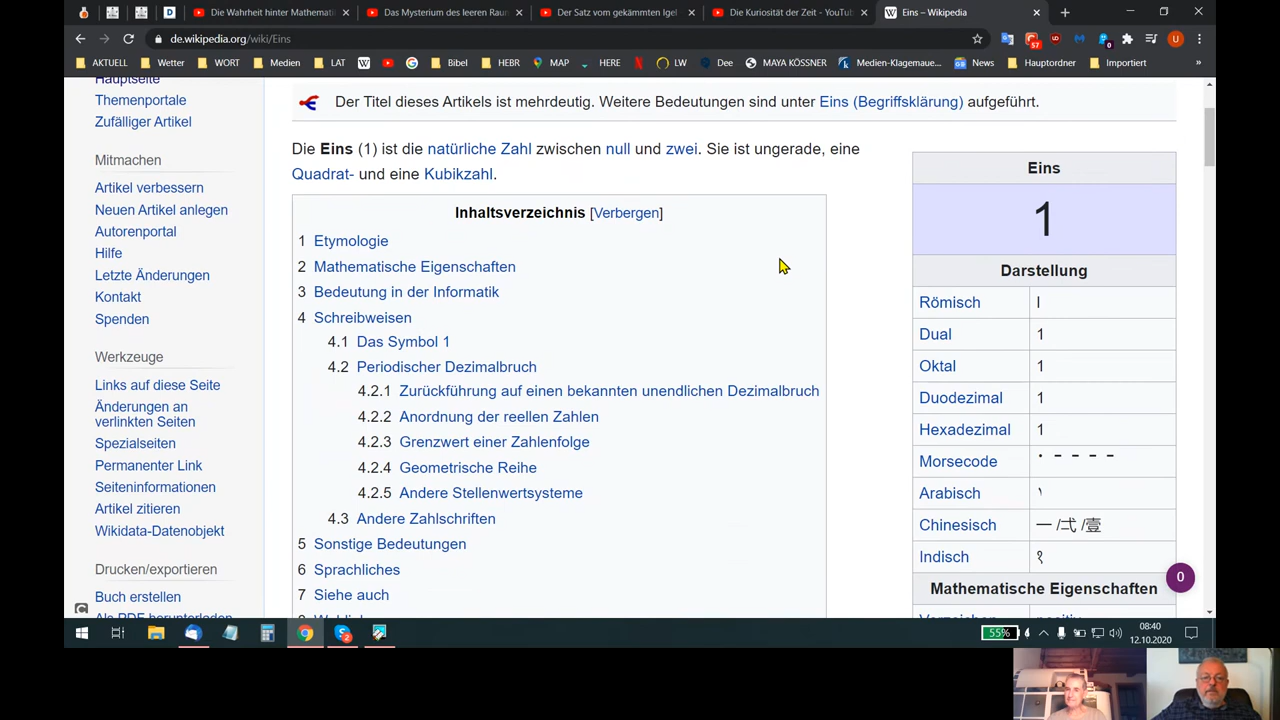 Die Wahrheit hinter Mathemati
Das Mysterium des leeren Raun
Der Satz vom gekämmten Igel
Die Kuriosität der Zeit - YouTu
Eins – Wikipedia
de.wikipedia.org/wiki/Eins
AKTUELL Wetter WORT Medien LAT Bibel HEBR MAP HERE LW Dee MAYA KÖSSNER Medien-Klagemaue... News Hauptordner Importiert
Hauptseite
Themenportale
Zufälliger Artikel
Mitmachen
Artikel verbessern
Neuen Artikel anlegen
Autorenportal
Hilfe
Letzte Änderungen
Kontakt
Spenden
Werkzeuge
Links auf diese Seite
Änderungen an
verlinkten Seiten
Spezialseiten
Permanenter Link
Seiteninformationen
Artikel zitieren
Wikidata-Datenobjekt
Drucken/exportieren
Buch erstellen
Als PDF herunterladen
Der Titel dieses Artikels ist mehrdeutig. Weitere Bedeutungen sind unter Eins (Begriffsklärung) aufgeführt.
Die Eins (1) ist die natürliche Zahl zwischen null und zwei. Sie ist ungerade, eine
Quadrat- und eine Kubikzahl.
Inhaltsverzeichnis [Verbergen]
1 Etymologie
2 Mathematische Eigenschaften
3 Bedeutung in der Informatik
4 Schreibweisen
4.1 Das Symbol 1
4.2 Periodischer Dezimalbruch
4.2.1 Zurückführung auf einen bekannten unendlichen Dezimalbruch
4.2.2 Anordnung der reellen Zahlen
4.2.3 Grenzwert einer Zahlenfolge
4.2.4 Geometrische Reihe
4.2.5 Andere Stellenwertsysteme
4.3 Andere Zahlschriften
5 Sonstige Bedeutungen
6 Sprachliches
7 Siehe auch
Eins
1
Darstellung
Römisch I
Dual 1
Oktal 1
Duodezimal 1
Hexadezimal 1
Morsecode · – – – –
Arabisch ١
Chinesisch 一 /弌 /壹
Indisch १
Mathematische Eigenschaften
Vorzeichen positiv
0
55%
08:40
12.10.2020